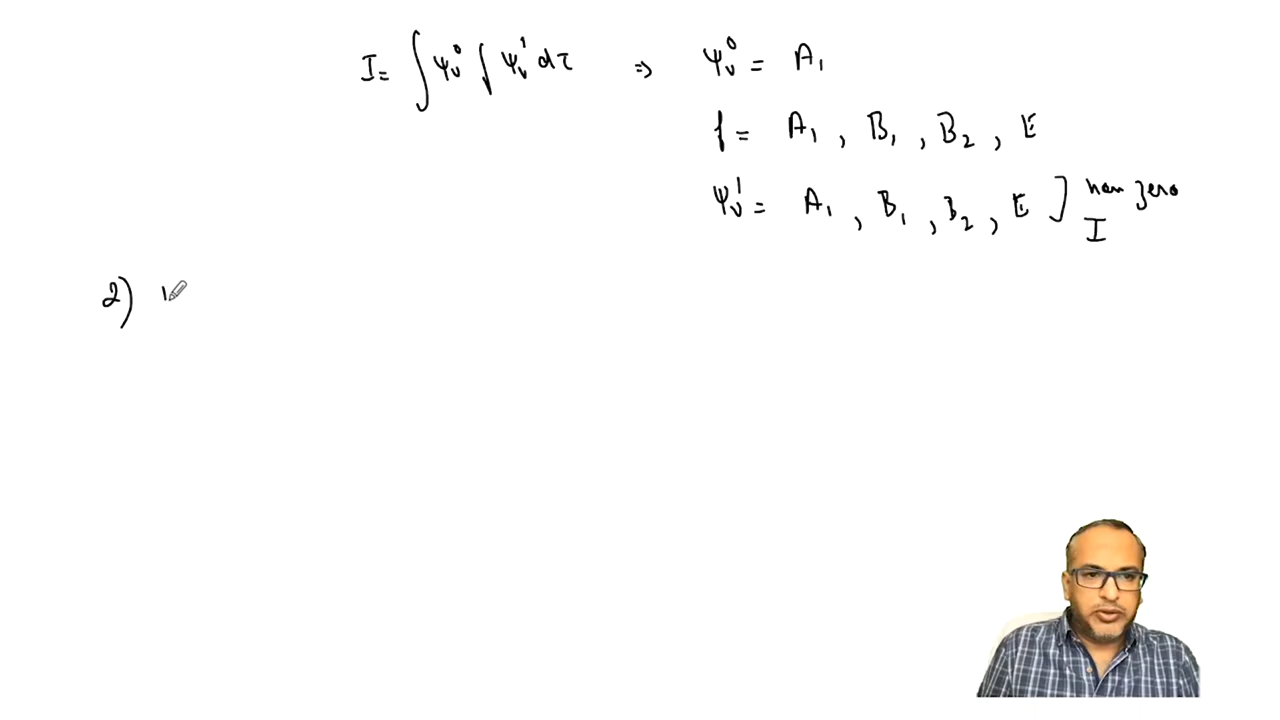 I = ∫ ψᵥ⁰ ∫ ψᵥ¹ dτ ⇒ ψᵥ⁰ = A₁
f = A₁ , B₁ , B₂ , E
ψᵥ¹ = A₁ , B₁ , B₂ , E ] non zero
I
2)